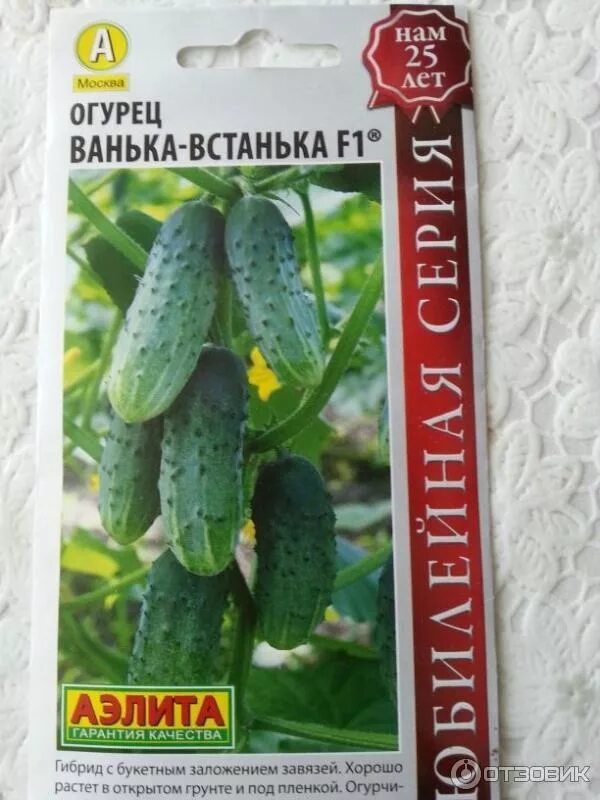 А
Москва
нам
25
лет
ОГУРЕЦ
ВАНЬКА-ВСТАНЬКА F1®
ЮБИЛЕЙНАЯ СЕРИЯ
АЭЛИТА
ГАРАНТИЯ КАЧЕСТВА
Гибрид с букетным заложением завязей. Хорошо
растет в открытом грунте и под пленкой. Огурчи-
ОТЗОВИК